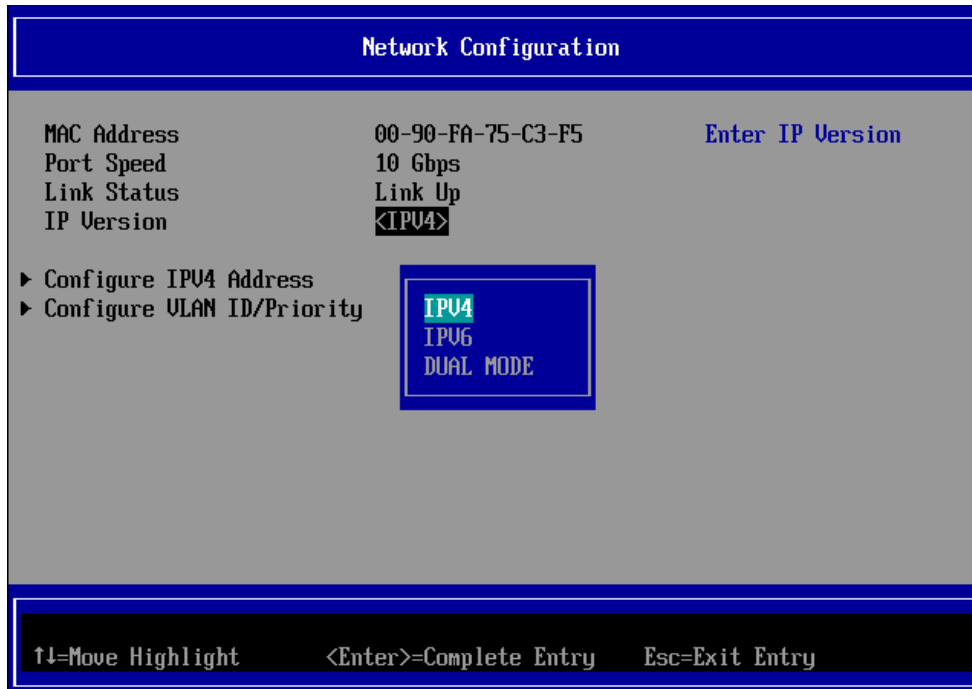 Network Configuration
MAC Address 00-90-FA-75-C3-F5 Enter IP Version
Port Speed 10 Gbps
Link Status Link Up
IP Version <IPV4>
▶ Configure IPV4 Address
▶ Configure VLAN ID/Priority
IPV4
IPV6
DUAL MODE
↑↓=Move Highlight <Enter>=Complete Entry Esc=Exit Entry